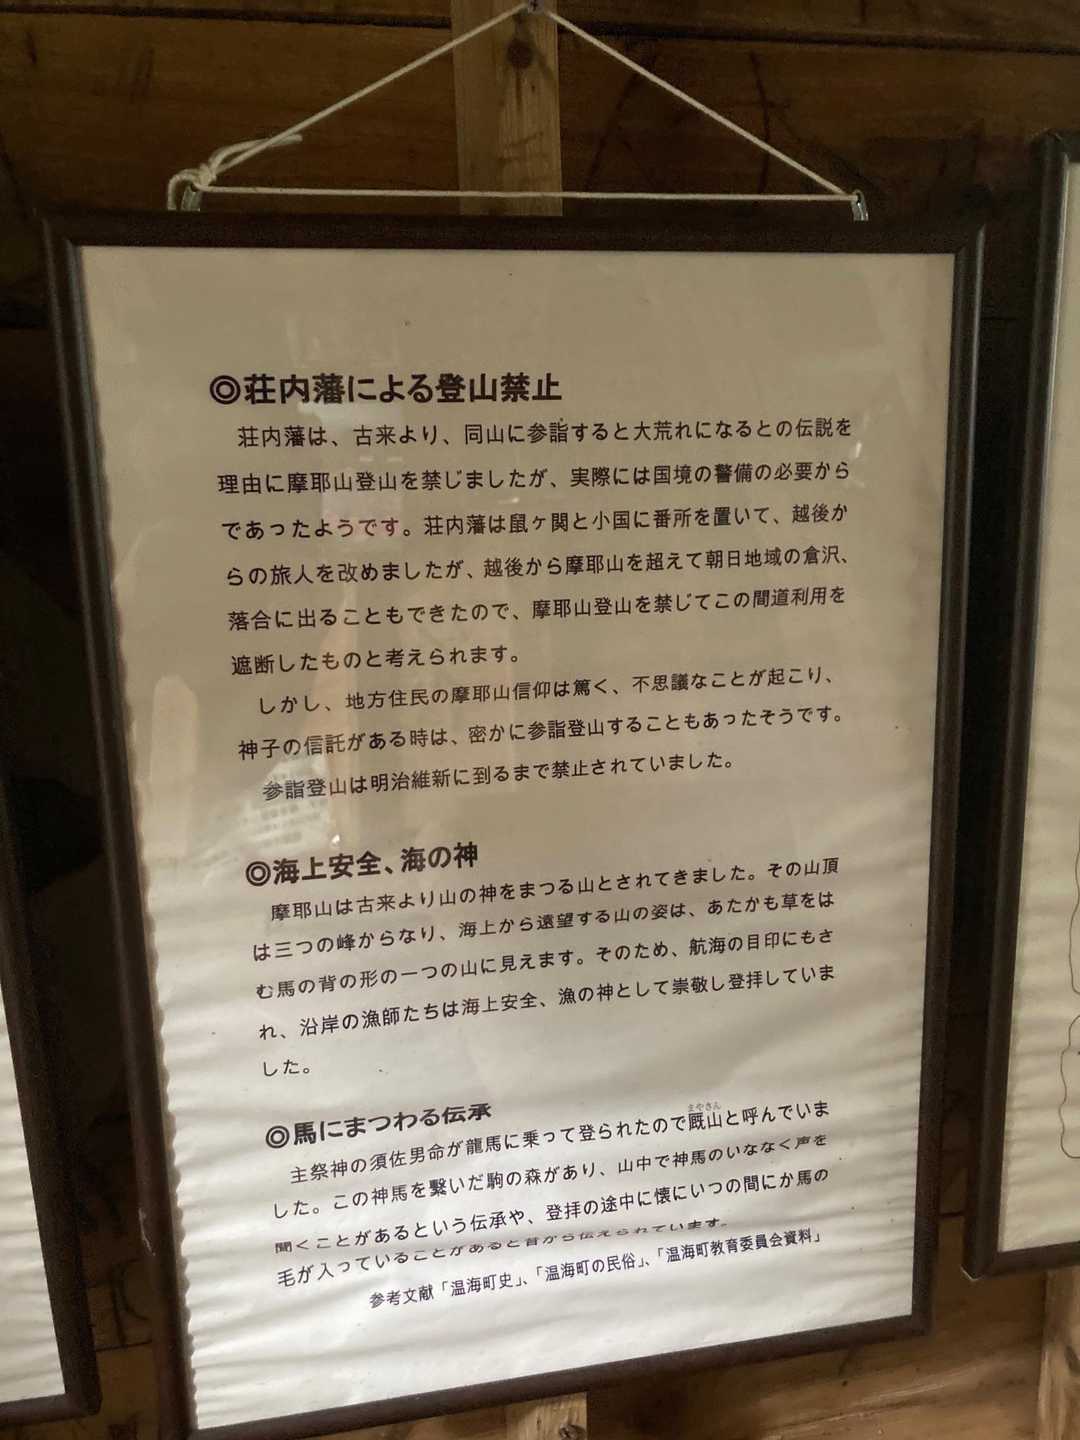 ◎荘内藩による登山禁止
荘内藩は、古来より、同山に参詣すると大荒れになるとの伝説を
理由に摩耶山登山を禁じましたが、実際には国境の警備の必要から
であったようです。荘内藩は鼠ヶ関と小国に番所を置いて、越後か
らの旅人を改めましたが、越後から摩耶山を超えて朝日地域の倉沢、
落合に出ることもできたので、摩耶山登山を禁じてこの間道利用を
遮断したものと考えられます。
しかし、地方住民の摩耶山信仰は篤く、不思議なことが起こり、
神子の信託がある時は、密かに参詣登山することもあったそうです。
参詣登山は明治維新に到るまで禁止されていました。
◎海上安全、海の神
摩耶山は古来より山の神をまつる山とされてきました。その山頂
は三つの峰からなり、海上から遠望する山の姿は、あたかも草をは
む馬の背の形の一つの山に見えます。そのため、航海の目印にもさ
れ、沿岸の漁師たちは海上安全、漁の神として崇敬し登拝していま
した。
◎馬にまつわる伝承
まやさん
主祭神の須佐男命が龍馬に乗って登られたので厩山と呼んでいま
した。この神馬を繋いだ駒の森があり、山中で神馬のいななく声を
聞くことがあるという伝承や、登拝の途中に懐にいつの間にか馬の
毛が入っていることがあると昔から伝えられています。
参考文献「温海町史」、「温海町の民俗」、「温海町教育委員会資料」